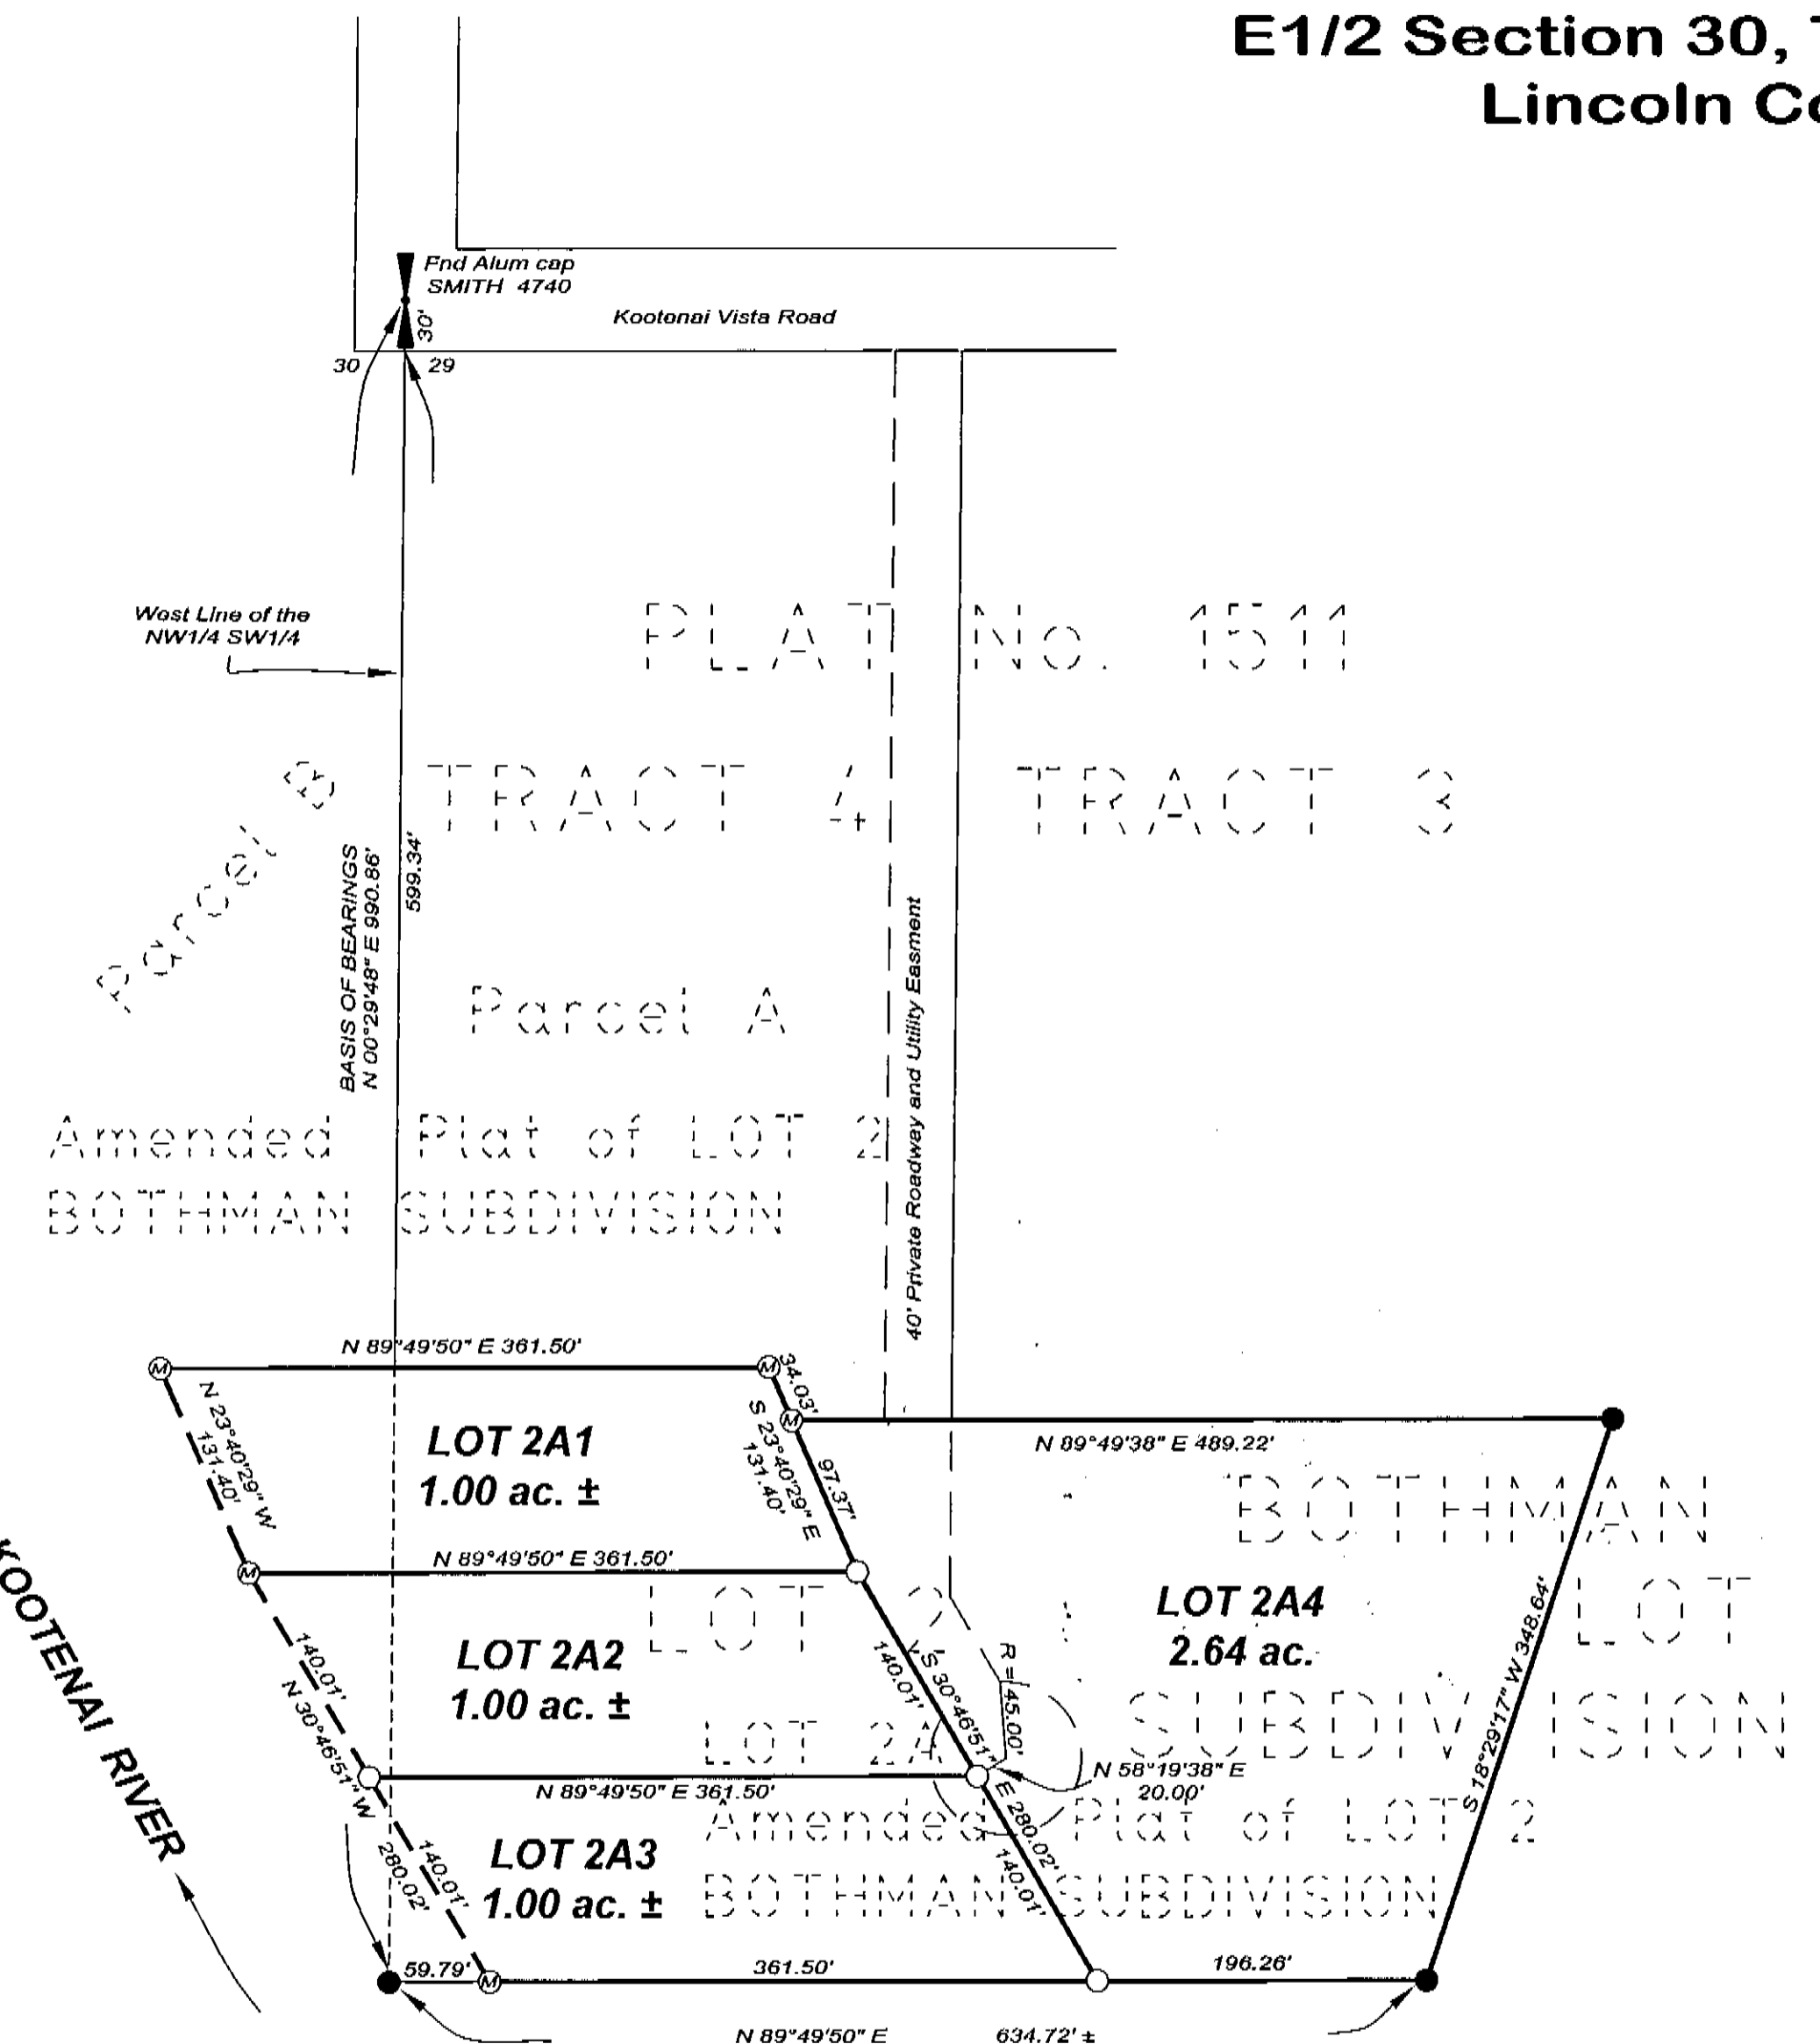 E1/2 Section 30,
Lincoln
Fnd Alum cap
SMITH 4740
30'
Kootenai Vista Road
30
29
West Line of the
NW1/4 SW1/4
PLAT No. 1511
Parcel B
TRACT 4
TRACT 3
BASIS OF BEARINGS
N 00°29'48" E 990.86'
599.34'
40' Private Roadway and Utility Easment
Parcel A
Amended Plat of LOT 2
BOTHMAN SUBDIVISION
N 89°49'50" E 361.50'
M
M
34.03'
M
N 23°40'29" W
131.40'
LOT 2A1
1.00 ac. ±
S 23°40'29" E
131.40'
97.37'
N 89°49'38" E 489.22'
BOTHMAN
LOT
SUBDIVISION
N 89°49'50" E 361.50'
M
LOT 2
LOT 2A4
2.64 ac.
S 18°29'17" W 348.64'
KOOTENAI RIVER
140.01'
N 30°46'51" W 280.02'
LOT 2A2
1.00 ac. ±
140.01'
S 30°46'51" E 280.02'
R=45.00'
LOT 2A
N 58°19'38" E
20.00'
N 89°49'50" E 361.50'
Amended Plat of LOT 2
BOTHMAN SUBDIVISION
LOT 2A3
1.00 ac. ±
140.01'
140.01'
59.79'
M
361.50'
196.26'
N 89°49'50" E 634.72' ±